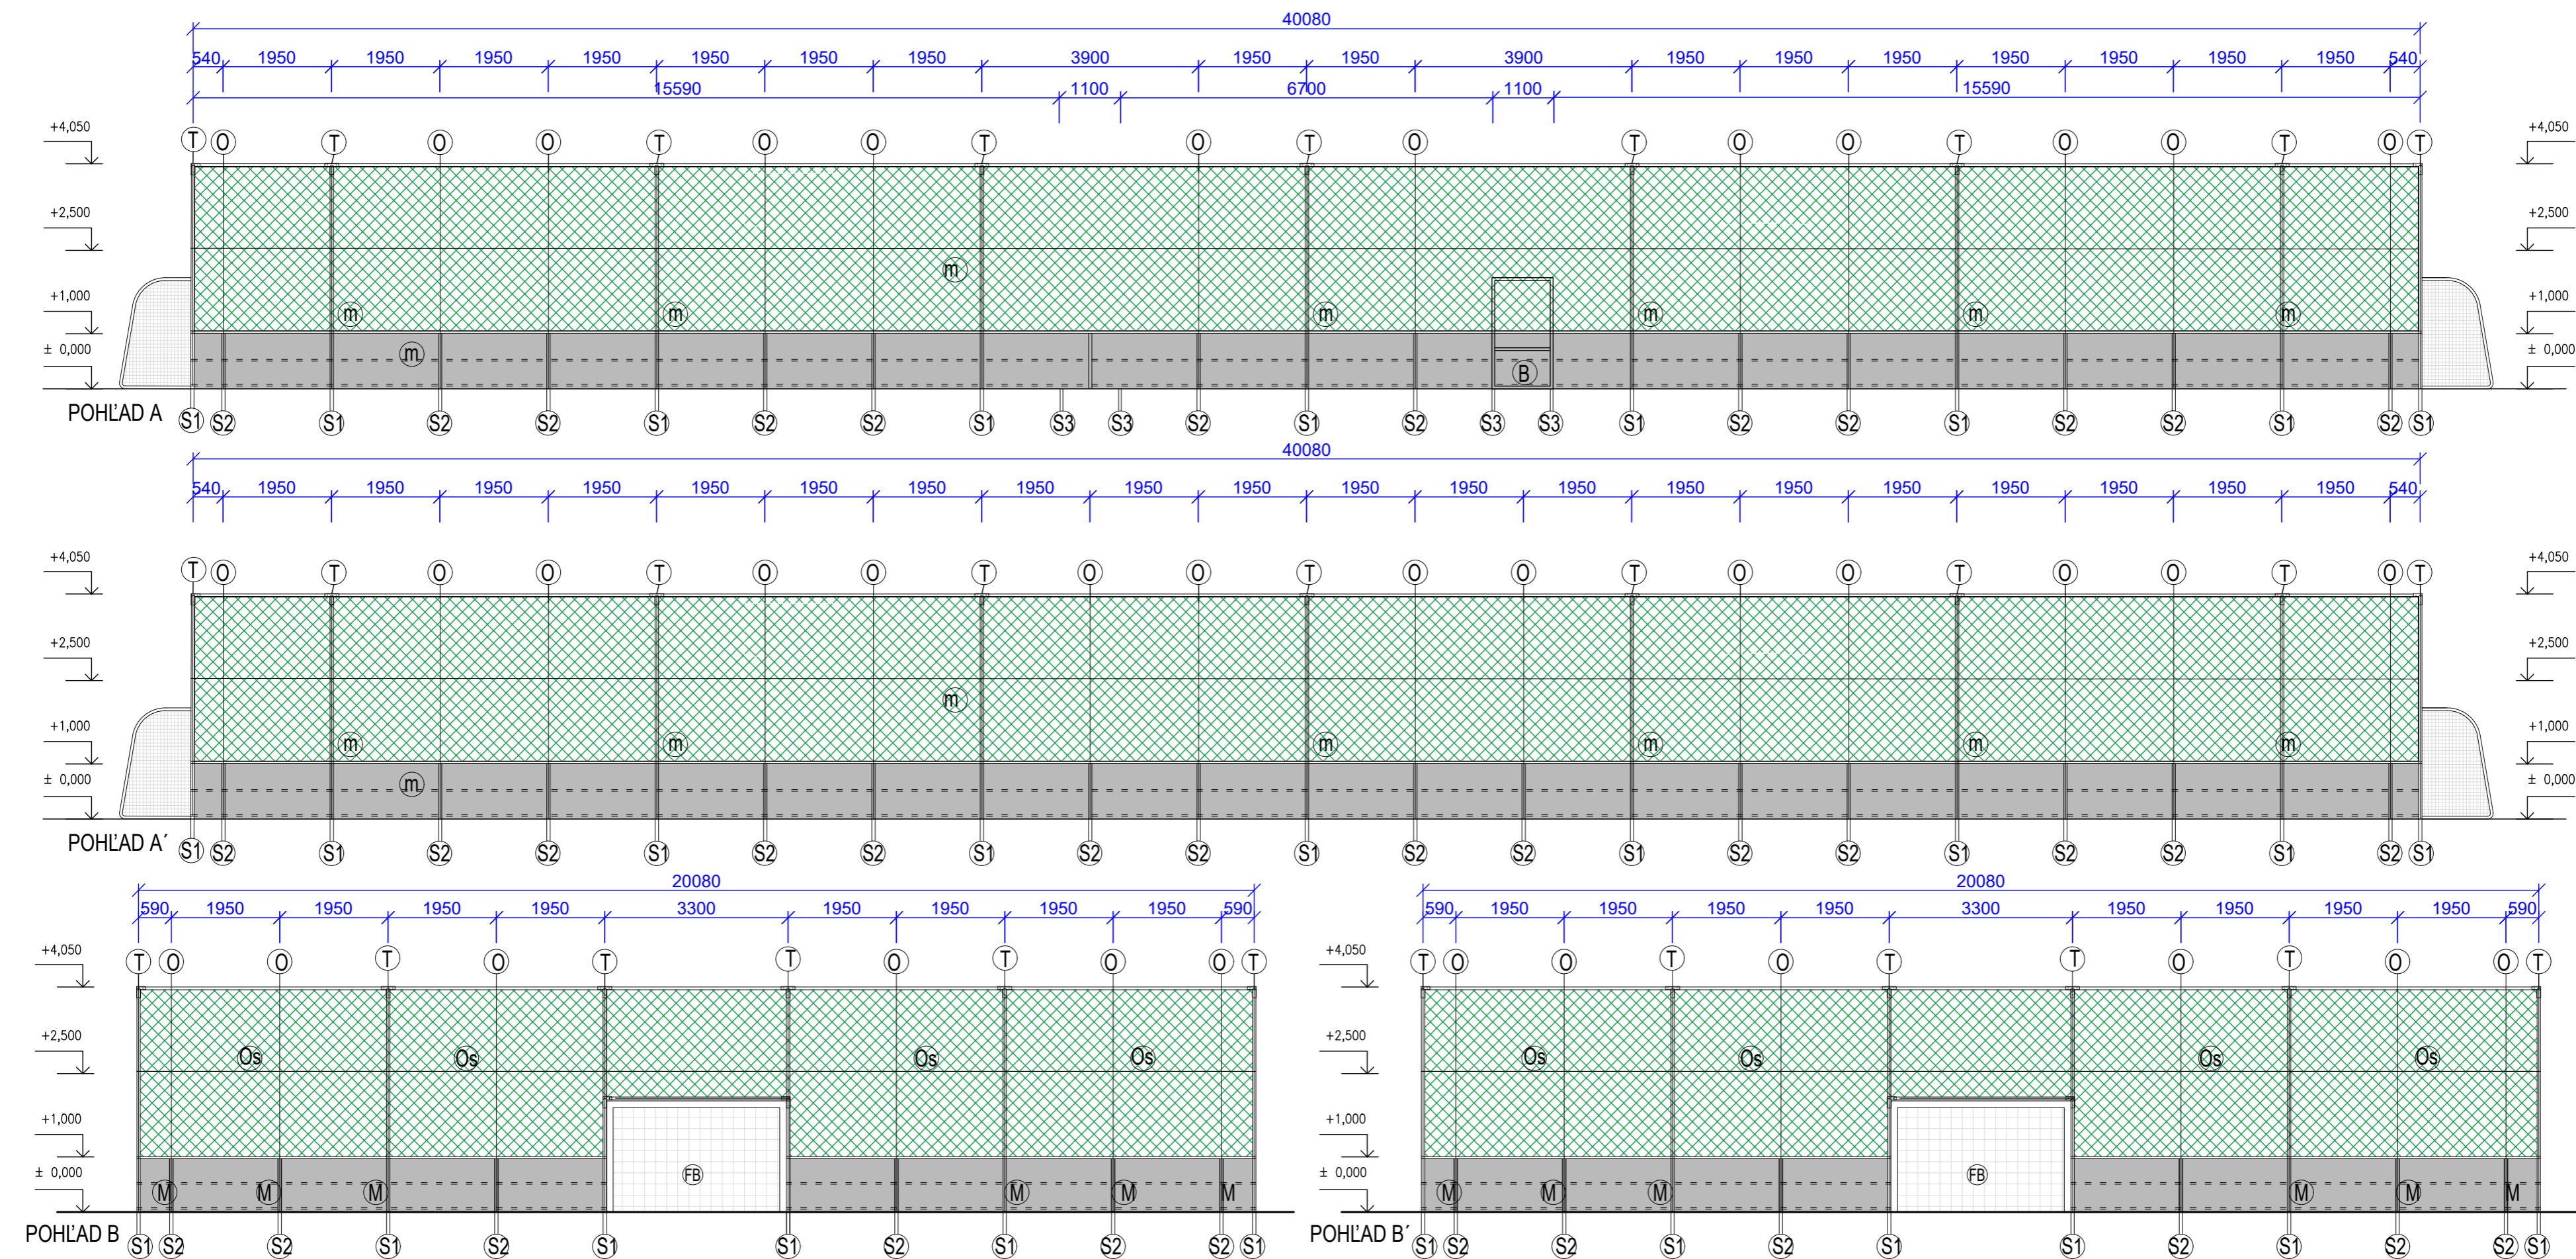 40080
540 1950 1950 1950 1950 1950 1950 1950 3900 1950 1950 3900 1950 1950 1950 1950 1950 1950 1950 540
15590 1100 6700 1100 15590
+4,050 T O T O O T O O T O T O T O O T O O T O T +4,050
+2,500 +2,500
m
+1,000 m m m m m m +1,000
± 0,000 m B ± 0,000
POHĽAD A S1 S2 S1 S2 S2 S1 S2 S2 S1 S3 S3 S2 S1 S2 S3 S3 S1 S2 S2 S1 S2 S2 S1 S2 S1
40080
540 1950 1950 1950 1950 1950 1950 1950 1950 1950 1950 1950 1950 1950 1950 1950 1950 1950 1950 1950 1950 540
+4,050 T O T O O T O O T O O T O O T O O T O O T O T +4,050
+2,500 +2,500
m
+1,000 m m m m m m +1,000
± 0,000 m ± 0,000
POHĽAD A´ S1 S2 S1 S2 S2 S1 S2 S2 S1 S2 S2 S1 S2 S2 S1 S2 S2 S1 S2 S2 S1 S2 S1
20080
590 1950 1950 1950 1950 3300 1950 1950 1950 1950 590
+4,050 T O O T O T T O T O O T
+2,500 Os Os Os Os
+1,000
± 0,000 M M M FB M M M
POHĽAD B S1 S2 S2 S1 S2 S1 S1 S2 S1 S2 S2 S1
20080
590 1950 1950 1950 1950 3300 1950 1950 1950 1950 590
+4,050 T O O T O T T O T O O T
+2,500 Os Os Os Os
+1,000
± 0,000 M M M FB M M M
POHĽAD B´ S1 S2 S2 S1 S2 S1 S1 S2 S1 S2 S2 S1